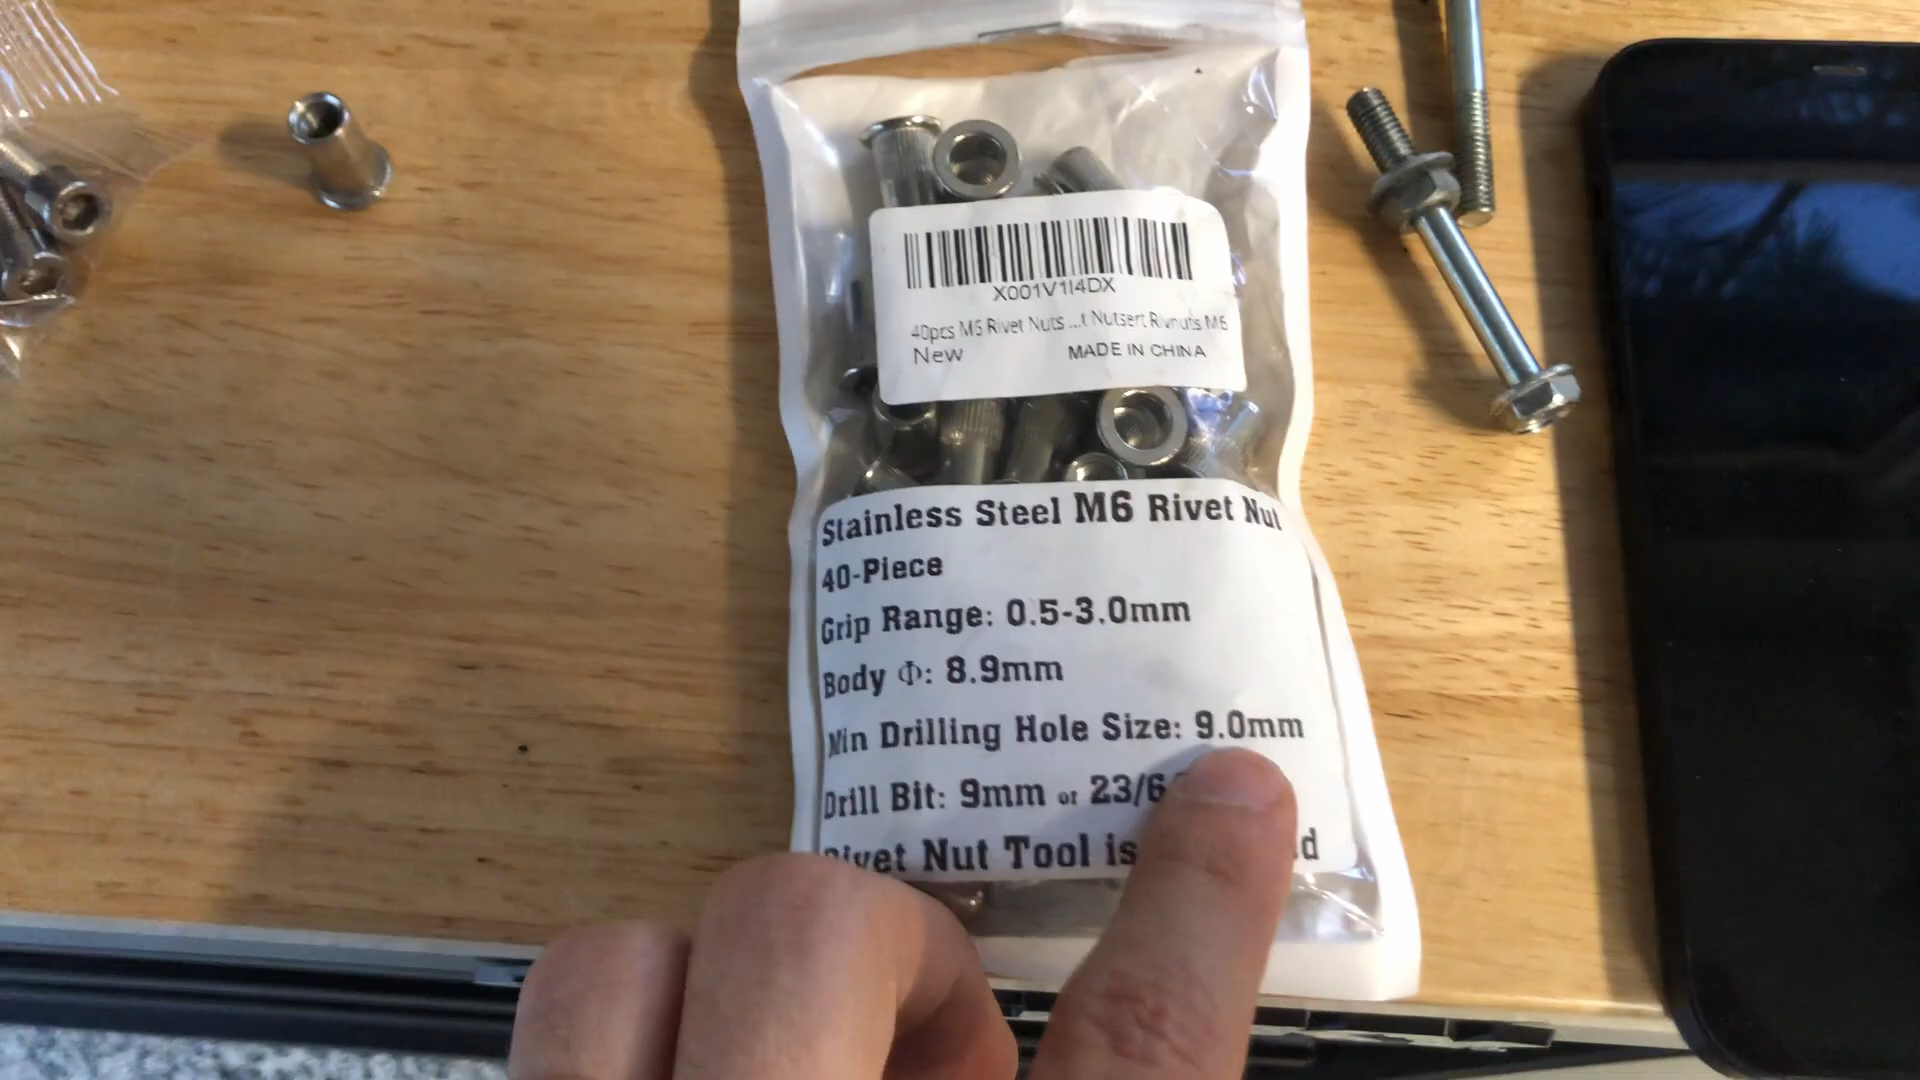 X001V1I4DX
40pcs M6 Rivet Nuts ...t Nutsert Rivnuts M6
New MADE IN CHINA
Stainless Steel M6 Rivet Nut
40-Piece
Grip Range: 0.5-3.0mm
Body Φ: 8.9mm
Min Drilling Hole Size: 9.0mm
Drill Bit: 9mm or 23/6
Rivet Nut Tool is